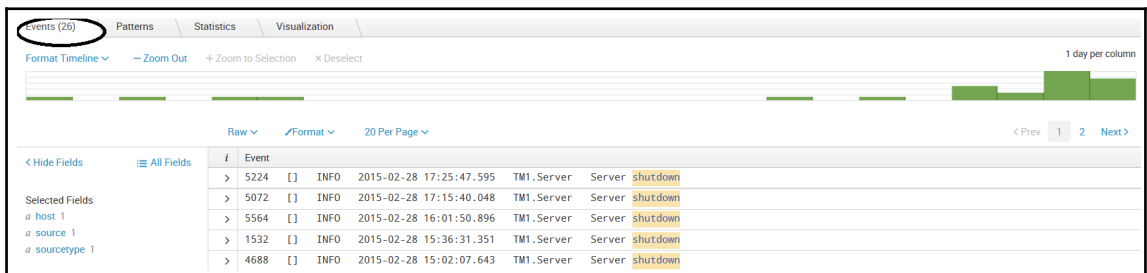 Events (26) Patterns Statistics Visualization
Format Timeline — Zoom Out + Zoom to Selection × Deselect 1 day per column
Raw Format 20 Per Page < Prev 1 2 Next >
< Hide Fields All Fields i Event
> 5224 [] INFO 2015-02-28 17:25:47.595 TM1.Server Server shutdown
Selected Fields > 5072 [] INFO 2015-02-28 17:15:40.048 TM1.Server Server shutdown
a host 1 > 5564 [] INFO 2015-02-28 16:01:50.896 TM1.Server Server shutdown
a source 1 > 1532 [] INFO 2015-02-28 15:36:31.351 TM1.Server Server shutdown
a sourcetype 1 > 4688 [] INFO 2015-02-28 15:02:07.643 TM1.Server Server shutdown